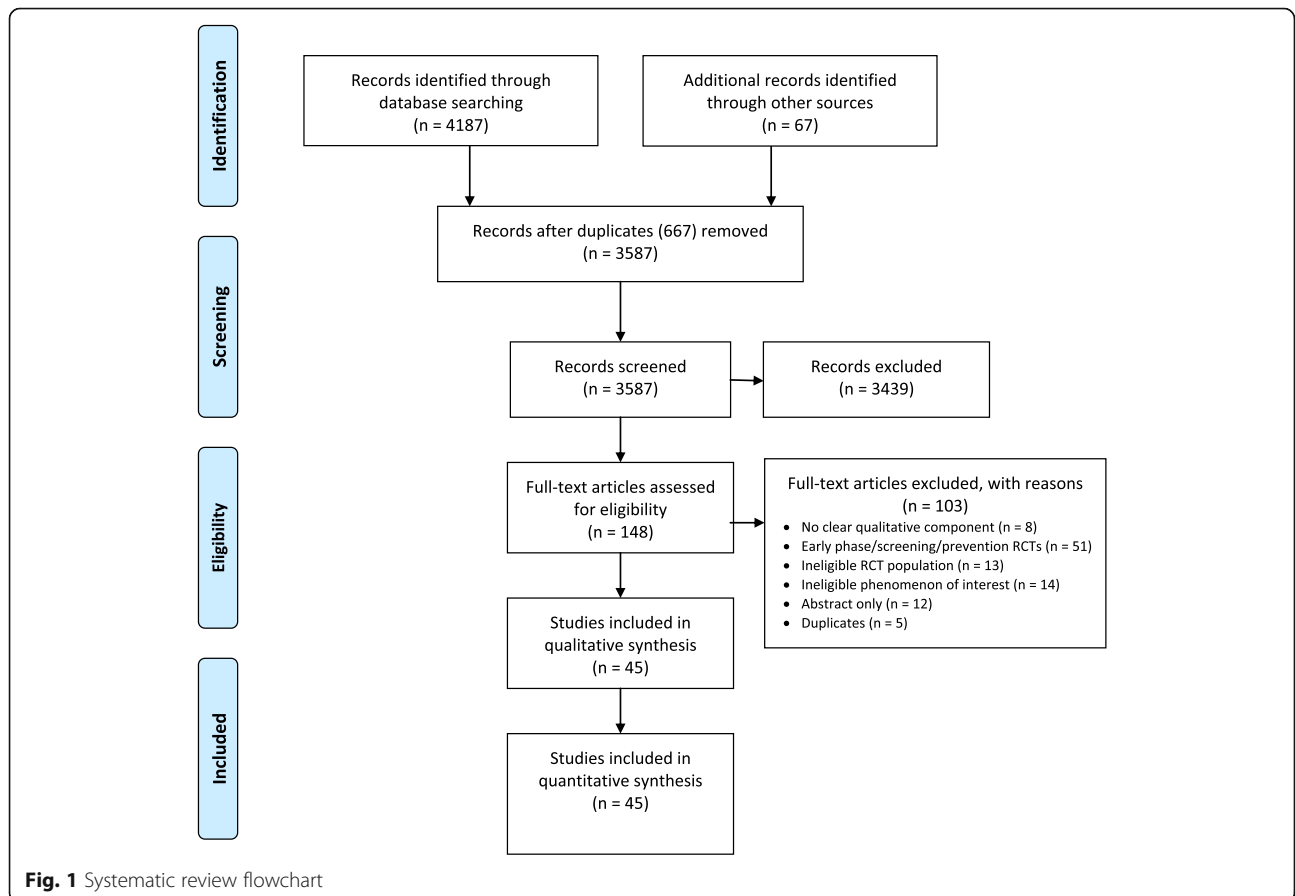 Identification
Records identified through
database searching
(n = 4187)
Additional records identified
through other sources
(n = 67)
Records after duplicates (667) removed
(n = 3587)
Screening
Records screened
(n = 3587)
Records excluded
(n = 3439)
Eligibility
Full-text articles assessed
for eligibility
(n = 148)
Full-text articles excluded, with reasons
(n = 103)
• No clear qualitative component (n = 8)
• Early phase/screening/prevention RCTs (n = 51)
• Ineligible RCT population (n = 13)
• Ineligible phenomenon of interest (n = 14)
• Abstract only (n = 12)
• Duplicates (n = 5)
Studies included in
qualitative synthesis
(n = 45)
Included
Studies included in
quantitative synthesis
(n = 45)
Fig. 1 Systematic review flowchart